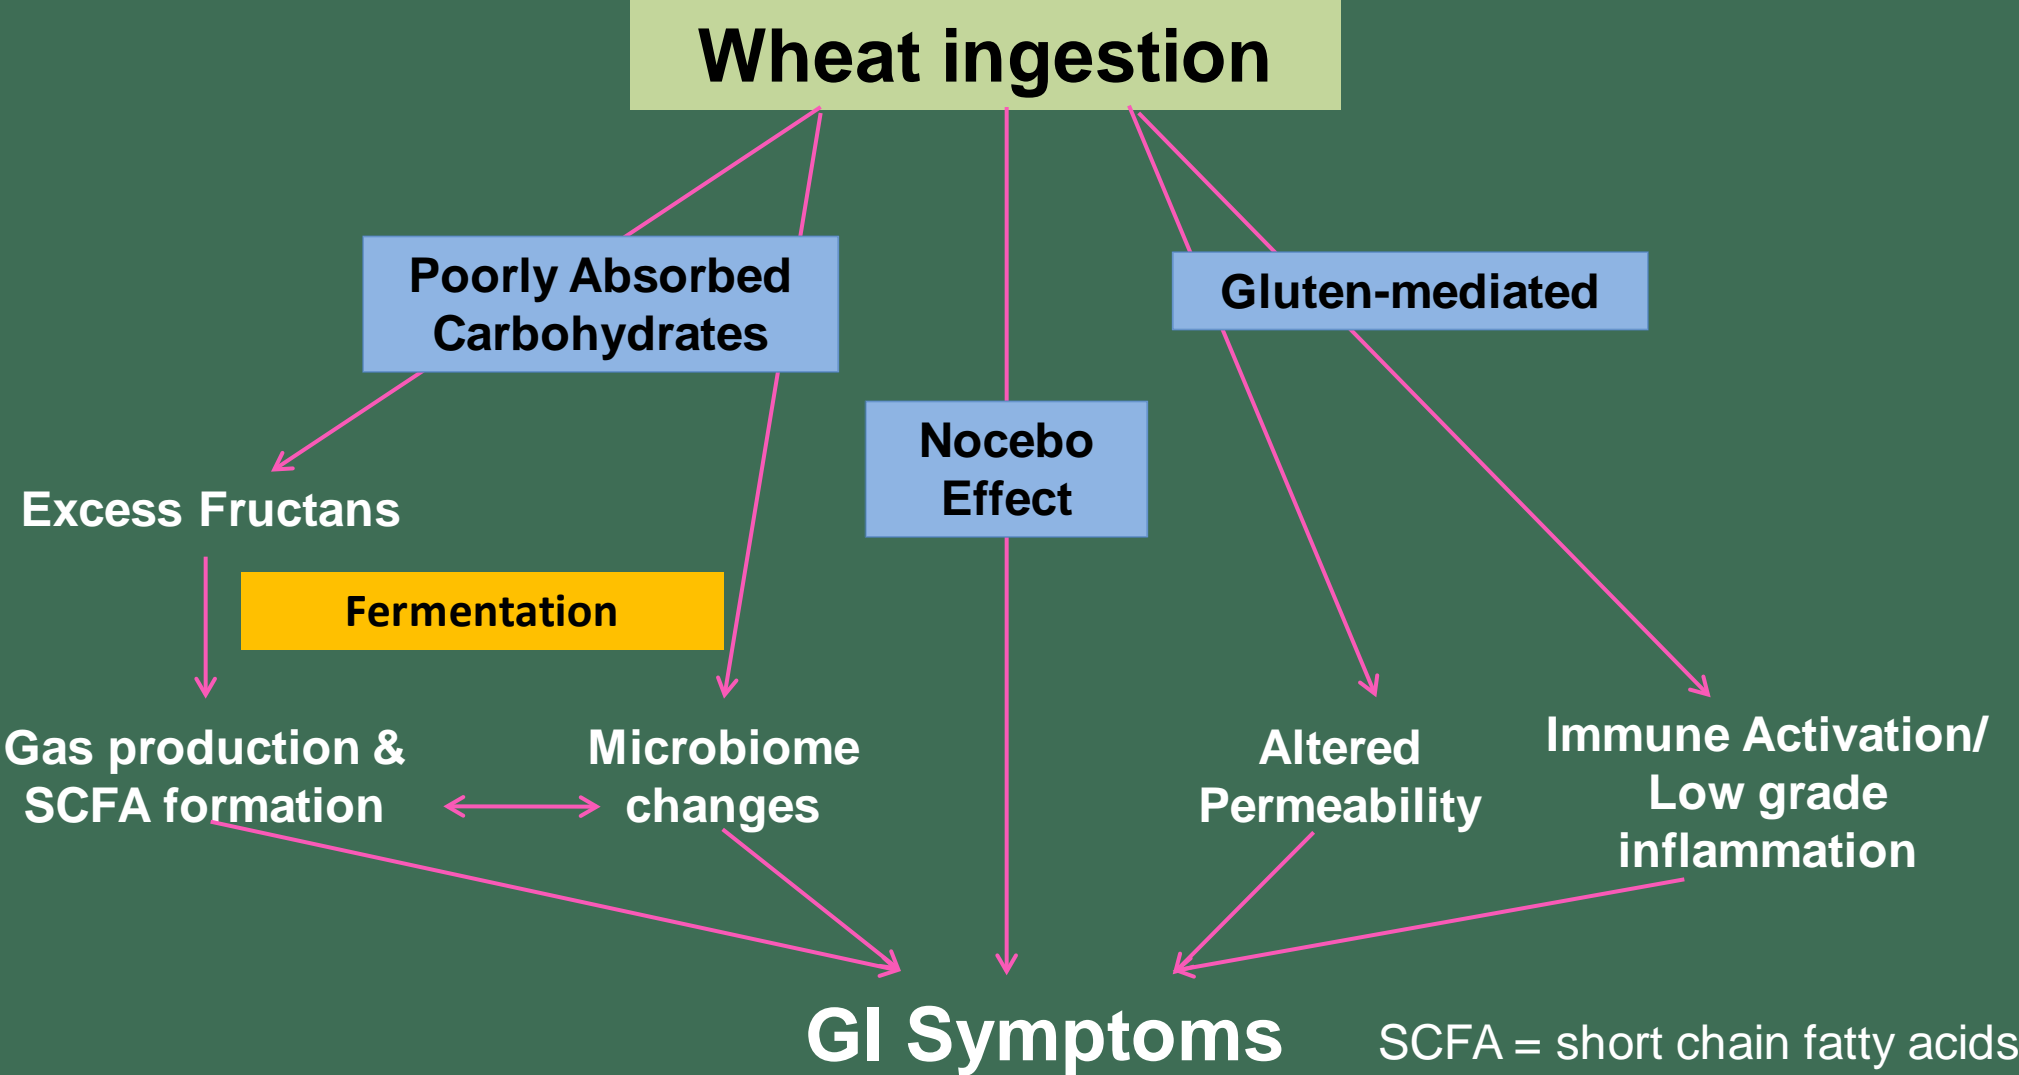 Wheat ingestion
Poorly Absorbed
Carbohydrates
Gluten-mediated
Nocebo
Effect
Excess Fructans
Fermentation
Gas production &
SCFA formation
Microbiome
changes
Altered
Permeability
Immune Activation/
Low grade
inflammation
GI Symptoms
SCFA = short chain fatty acids